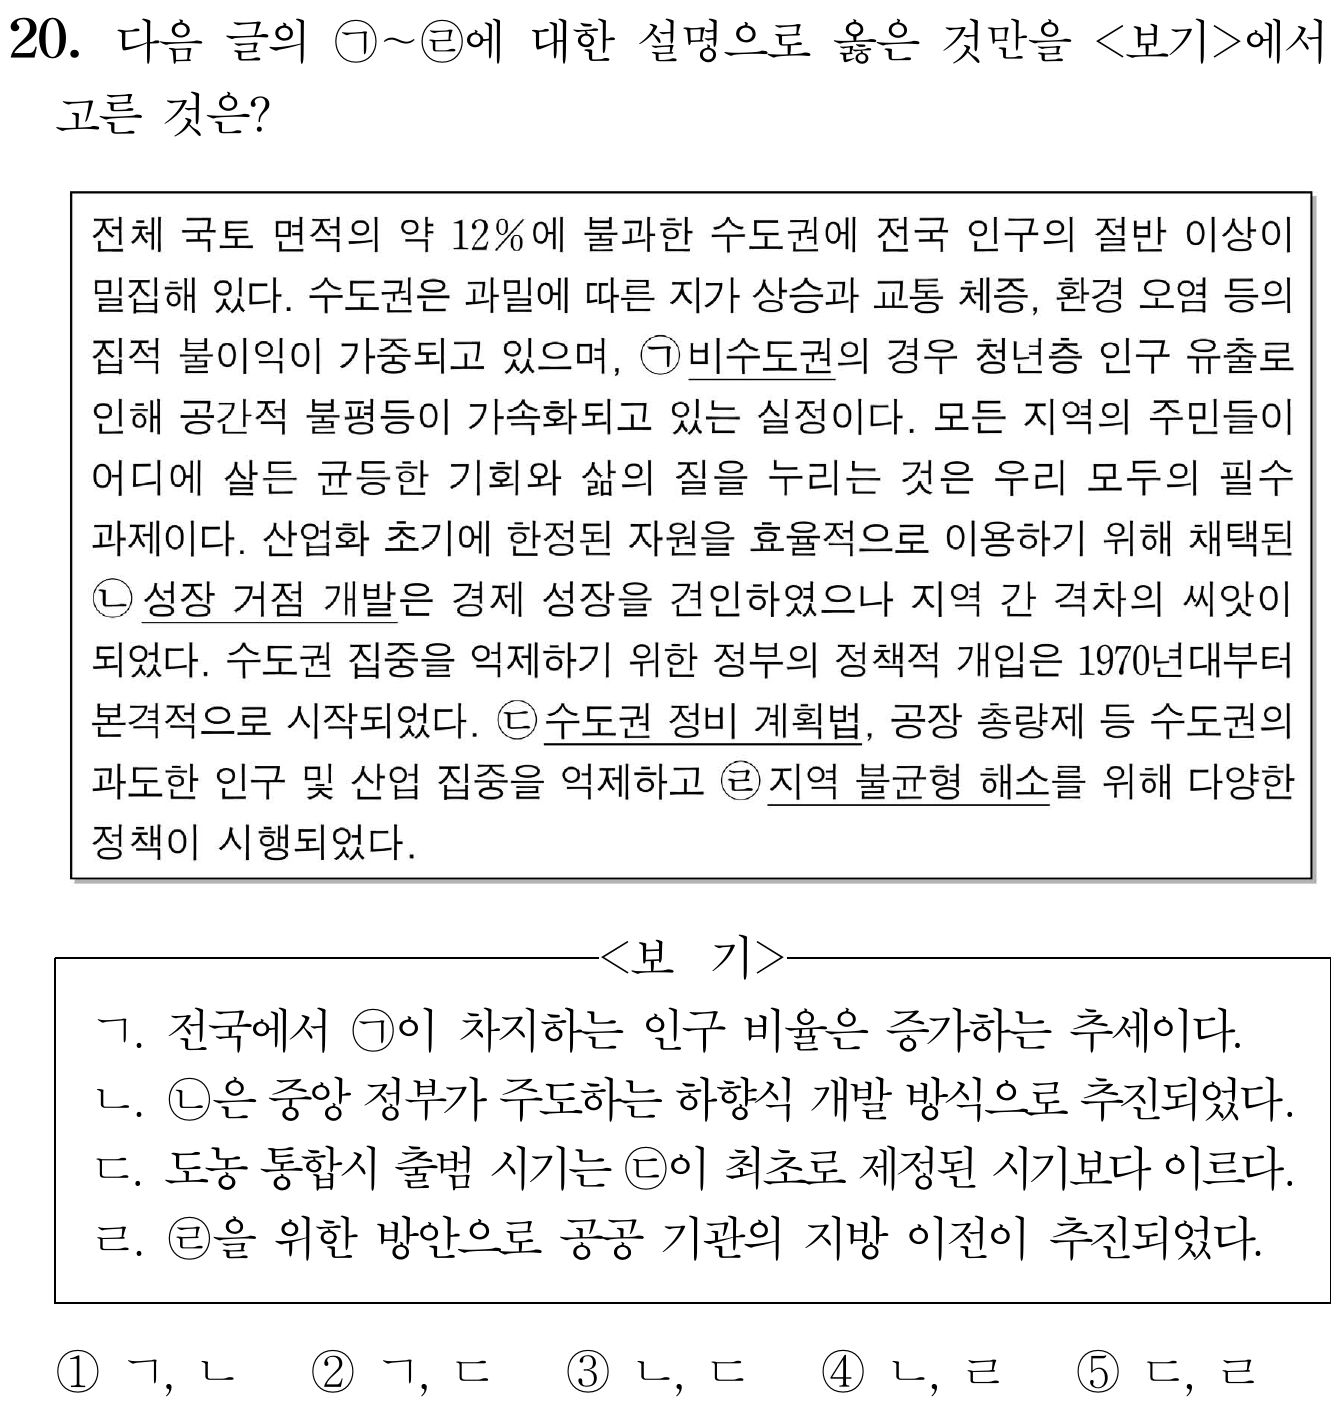 20. 다음 글의 ㉠~㉣에 대한 설명으로 옳은 것만을 <보기>에서
고른 것은?
전체 국토 면적의 약 12%에 불과한 수도권에 전국 인구의 절반 이상이
밀집해 있다. 수도권은 과밀에 따른 지가 상승과 교통 체증, 환경 오염 등의
집적 불이익이 가중되고 있으며, ㉠비수도권의 경우 청년층 인구 유출로
인해 공간적 불평등이 가속화되고 있는 실정이다. 모든 지역의 주민들이
어디에 살든 균등한 기회와 삶의 질을 누리는 것은 우리 모두의 필수
과제이다. 산업화 초기에 한정된 자원을 효율적으로 이용하기 위해 채택된
㉡성장 거점 개발은 경제 성장을 견인하였으나 지역 간 격차의 씨앗이
되었다. 수도권 집중을 억제하기 위한 정부의 정책적 개입은 1970년대부터
본격적으로 시작되었다. ㉢수도권 정비 계획법, 공장 총량제 등 수도권의
과도한 인구 및 산업 집중을 억제하고 ㉣지역 불균형 해소를 위해 다양한
정책이 시행되었다.
<보 기>
ㄱ. 전국에서 ㉠이 차지하는 인구 비율은 증가하는 추세이다.
ㄴ. ㉡은 중앙 정부가 주도하는 하향식 개발 방식으로 추진되었다.
ㄷ. 도농 통합시 출범 시기는 ㉢이 최초로 제정된 시기보다 이르다.
ㄹ. ㉣을 위한 방안으로 공공 기관의 지방 이전이 추진되었다.
① ㄱ, ㄴ ② ㄱ, ㄷ ③ ㄴ, ㄷ ④ ㄴ, ㄹ ⑤ ㄷ, ㄹ